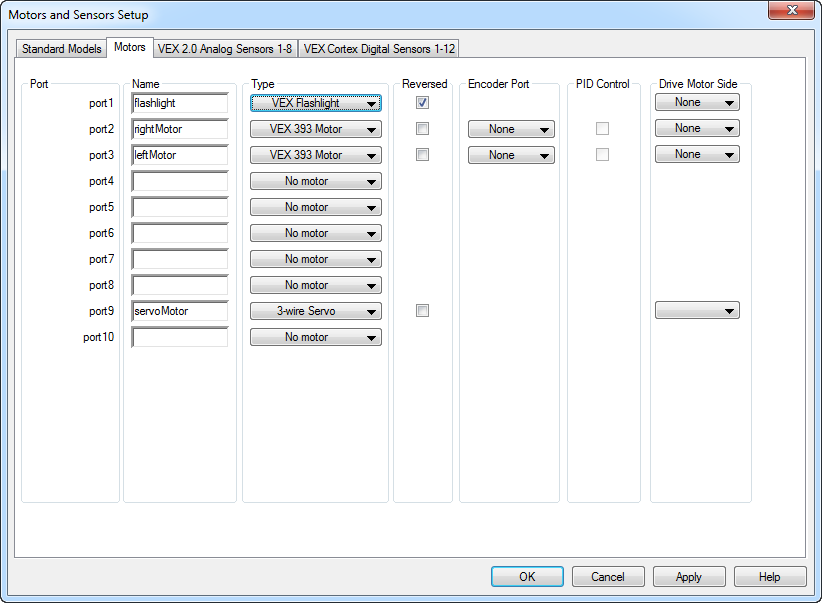 Motors and Sensors Setup
Standard Models Motors VEX 2.0 Analog Sensors 1-8 VEX Cortex Digital Sensors 1-12
Port Name Type Reversed Encoder Port PID Control Drive Motor Side
port1 flashlight VEX Flashlight None
port2 rightMotor VEX 393 Motor None None
port3 leftMotor VEX 393 Motor None None
port4 No motor
port5 No motor
port6 No motor
port7 No motor
port8 No motor
port9 servoMotor 3-wire Servo
port10 No motor
OK Cancel Apply Help